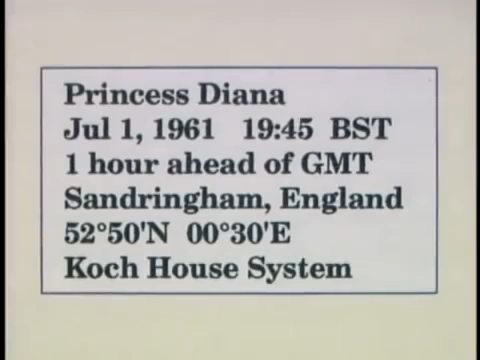 Princess Diana
Jul 1, 1961 19:45 BST
1 hour ahead of GMT
Sandringham, England
52°50'N 00°30'E
Koch House System